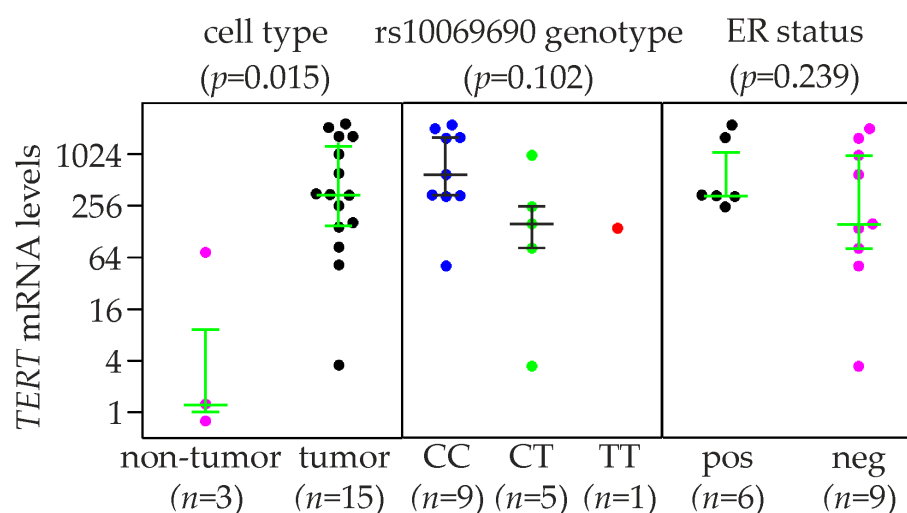 cell type
(p=0.015)
rs10069690 genotype
(p=0.102)
ER status
(p=0.239)
TERT mRNA levels
1024
256
64
16
4
1
non-tumor
(n=3)
tumor
(n=15)
CC
(n=9)
CT
(n=5)
TT
(n=1)
pos
(n=6)
neg
(n=9)